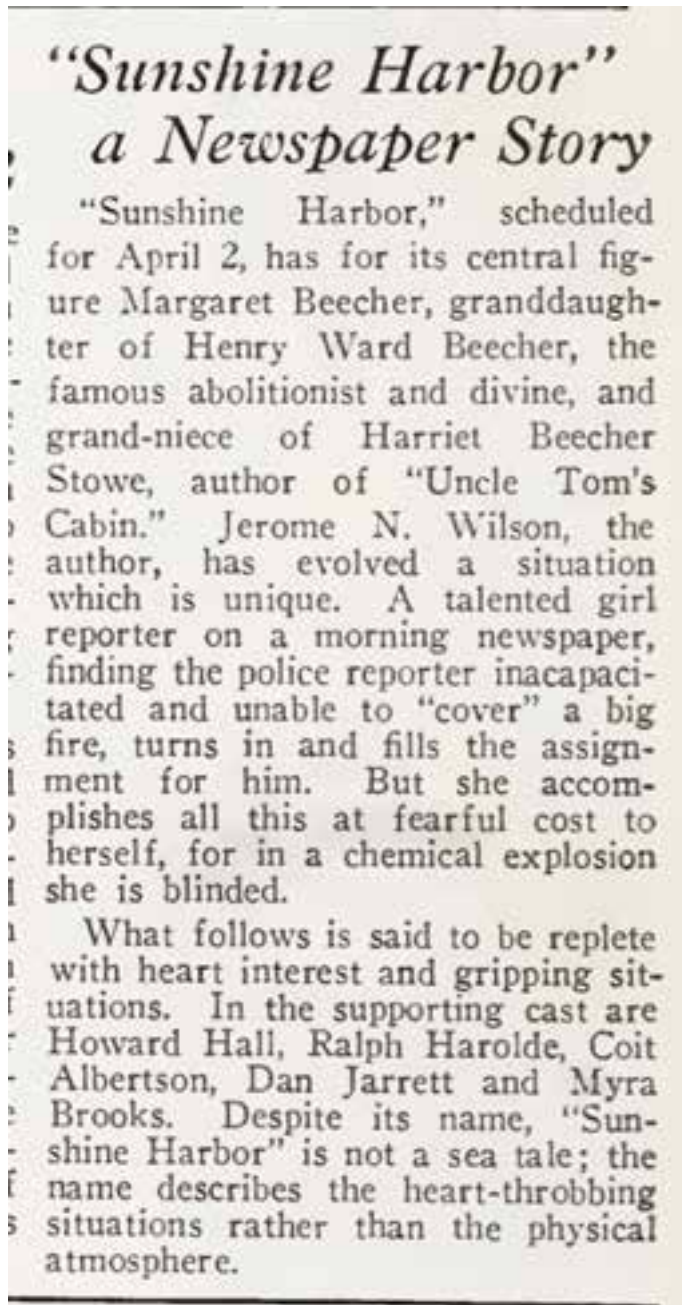 "Sunshine Harbor"
a Newspaper Story
"Sunshine Harbor," scheduled
for April 2, has for its central fig-
ure Margaret Beecher, granddaugh-
ter of Henry Ward Beecher, the
famous abolitionist and divine, and
grand-niece of Harriet Beecher
Stowe, author of "Uncle Tom's
Cabin." Jerome N. Wilson, the
author, has evolved a situation
which is unique. A talented girl
reporter on a morning newspaper,
finding the police reporter inacapaci-
tated and unable to "cover" a big
fire, turns in and fills the assign-
ment for him. But she accom-
plishes all this at fearful cost to
herself, for in a chemical explosion
she is blinded.
What follows is said to be replete
with heart interest and gripping sit-
uations. In the supporting cast are
Howard Hall, Ralph Harolde, Coit
Albertson, Dan Jarrett and Myra
Brooks. Despite its name, "Sun-
shine Harbor" is not a sea tale; the
name describes the heart-throbbing
situations rather than the physical
atmosphere.